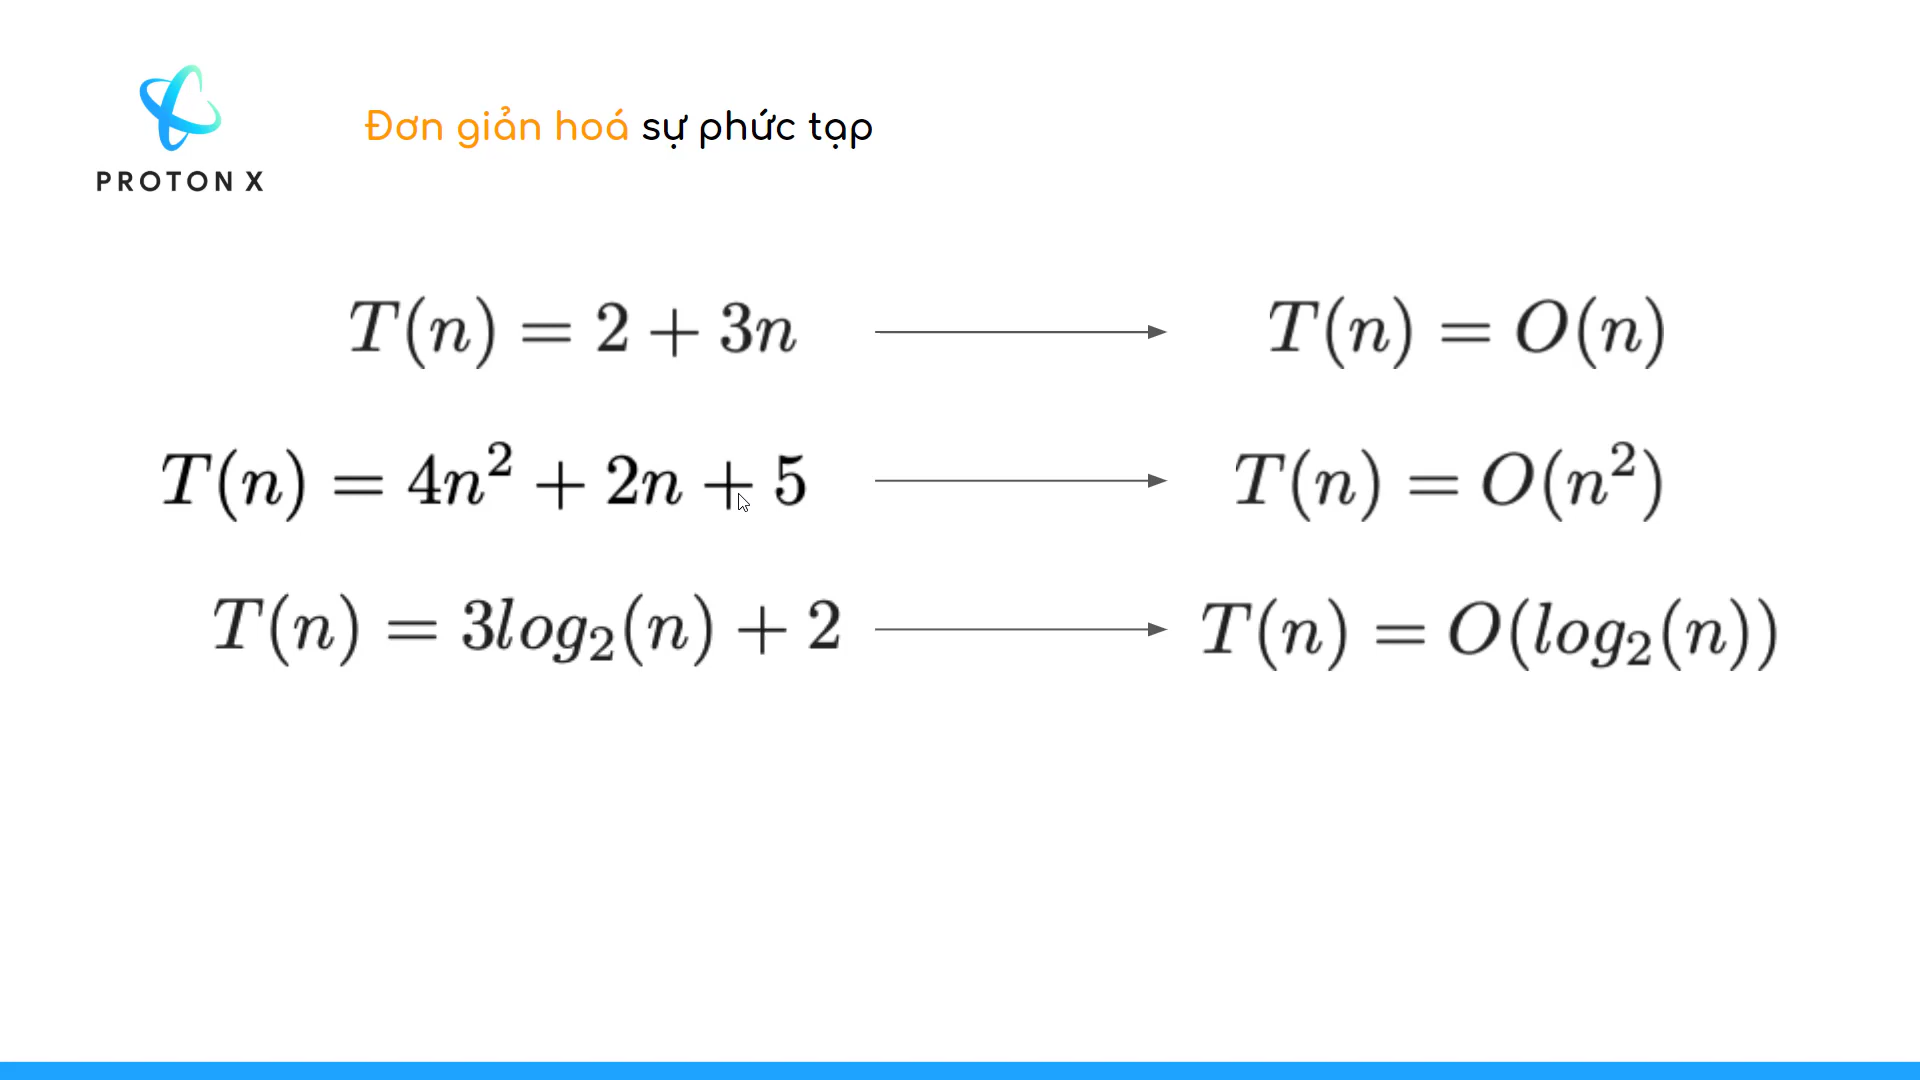 PROTON X
Đơn giản hoá sự phức tạp
T(n) = 2 + 3n → T(n) = O(n)
T(n) = 4n² + 2n + 5 → T(n) = O(n²)
T(n) = 3log₂(n) + 2 → T(n) = O(log₂(n))